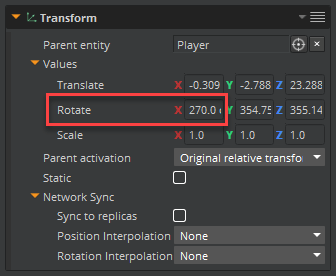 Transform
Parent entity Player
Values
Translate X -0.309 Y -2.788 Z 23.288
Rotate X 270.0 Y 354.75 Z 355.14
Scale X 1.0 Y 1.0 Z 1.0
Parent activation Original relative transfor
Static
Network Sync
Sync to replicas
Position Interpolation None
Rotation Interpolation None